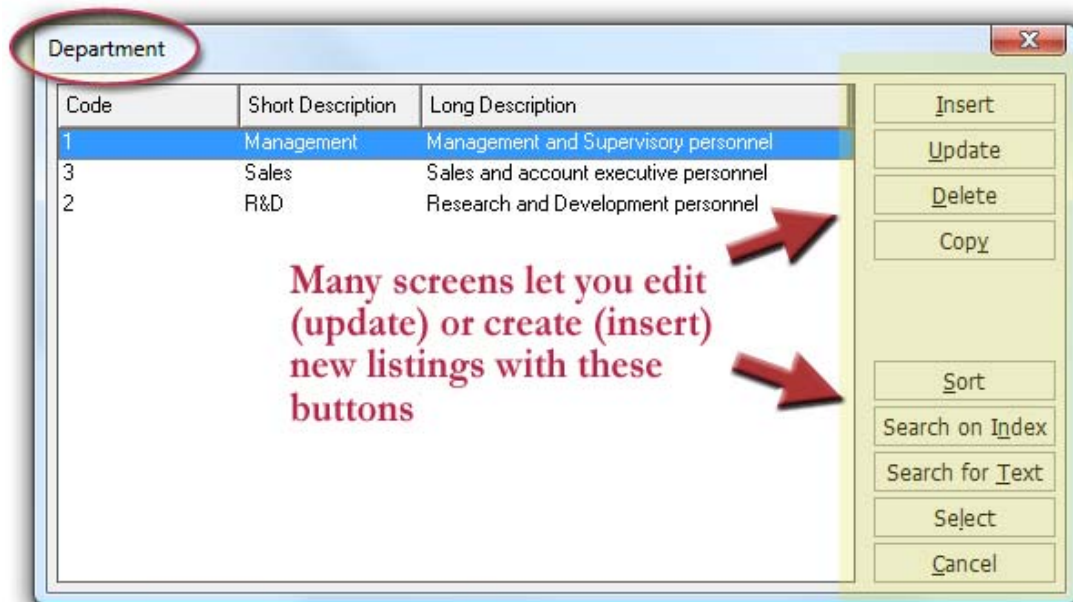 Department
Code Short Description Long Description
1 Management Management and Supervisory personnel
3 Sales Sales and account executive personnel
2 R&D Research and Development personnel
Many screens let you edit
(update) or create (insert)
new listings with these
buttons
Insert
Update
Delete
Copy
Sort
Search on Index
Search for Text
Select
Cancel